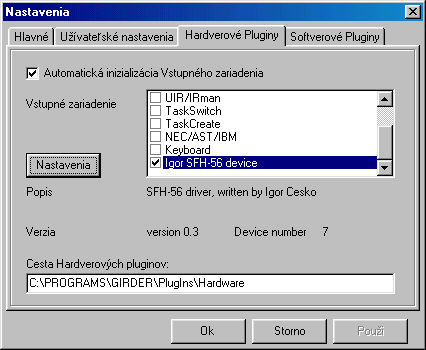 Nastavenia
Hlavné Užívateľské nastavenia Hardverové Pluginy Softverové Pluginy
Automatická inizializácia Vstupného zariadenia
Vstupné zariadenie
UIR/IRman
TaskSwitch
TaskCreate
NEC/AST/IBM
Keyboard
Igor SFH-56 device
Nastavenia
Popis SFH-56 driver, written by Igor Cesko
Verzia version 0.3 Device number 7
Cesta Hardverových pluginov:
C:\PROGRAMS\GIRDER\PlugIns\Hardware
Ok Storno Použi